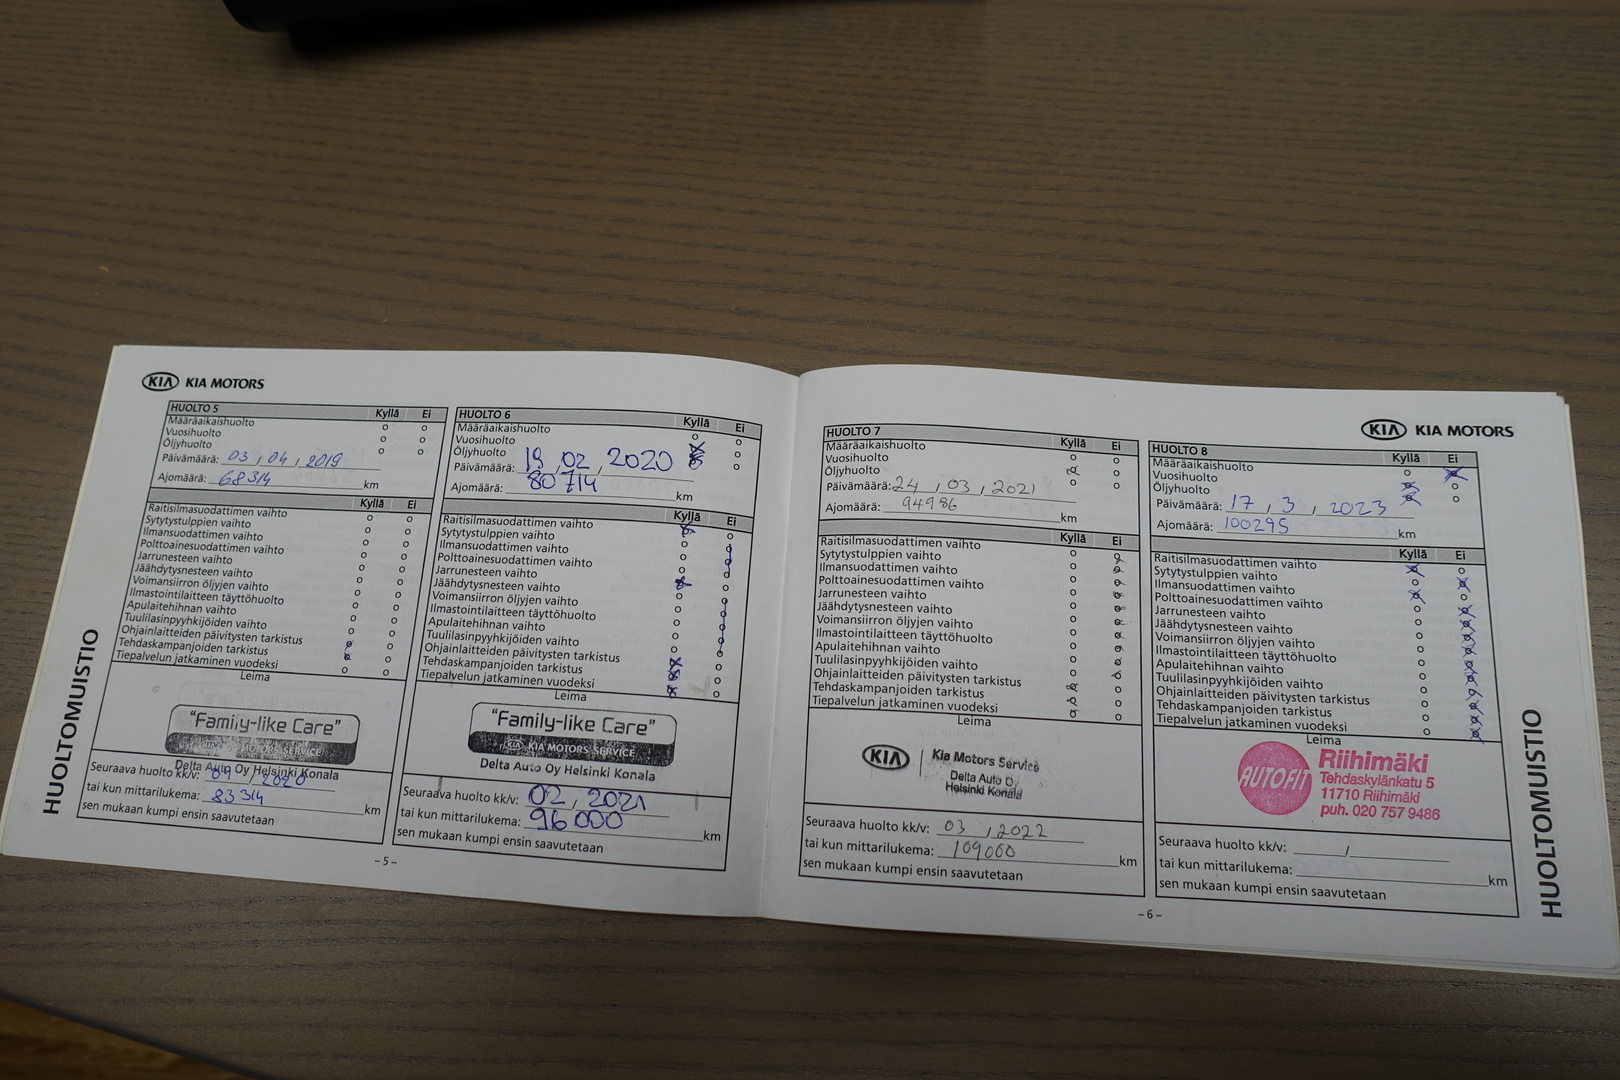 KIA KIA MOTORS
HUOLTO 5 Kyllä Ei
Määräaikaishuolto
Vuosihuolto
Öljyhuolto
Päivämäärä: 03, 04, 2019
Ajomäärä: 68314 km
Kyllä Ei
Raitisilmasuodattimen vaihto
Sytytystulppien vaihto
Ilmansuodattimen vaihto
Polttoainesuodattimen vaihto
Jarrunesteen vaihto
Jäähdytysnesteen vaihto
Voimansiirron öljyjen vaihto
Ilmastointilaitteen täyttöhuolto
Apulaitehihnan vaihto
Tuulilasinpyyhkijöiden vaihto
Ohjainlaitteiden päivitysten tarkistus
Tehdaskampanjoiden tarkistus
Tiepalvelun jatkaminen vuodeksi
Leima
"Family-like Care"
KIA MOTORS SERVICE
Delta Auto Oy Helsinki Konala
Seuraava huolto kk/v: 04, 2020
tai kun mittarilukema: 83314 km
sen mukaan kumpi ensin saavutetaan
HUOLTOMUISTIO
HUOLTO 6 Kyllä Ei
Määräaikaishuolto
Vuosihuolto
Öljyhuolto
Päivämäärä: 19, 02, 2020
Ajomäärä: 80714 km
Kyllä Ei
Raitisilmasuodattimen vaihto
Sytytystulppien vaihto
Ilmansuodattimen vaihto
Polttoainesuodattimen vaihto
Jarrunesteen vaihto
Jäähdytysnesteen vaihto
Voimansiirron öljyjen vaihto
Ilmastointilaitteen täyttöhuolto
Apulaitehihnan vaihto
Tuulilasinpyyhkijöiden vaihto
Ohjainlaitteiden päivitysten tarkistus
Tehdaskampanjoiden tarkistus
Tiepalvelun jatkaminen vuodeksi
Leima
"Family-like Care"
KIA KIA MOTORS SERVICE
Delta Auto Oy Helsinki Konala
Seuraava huolto kk/v: 02, 2021
tai kun mittarilukema: 96000 km
sen mukaan kumpi ensin saavutetaan
-5-
KIA KIA MOTORS
HUOLTO 7 Kyllä Ei
Määräaikaishuolto
Vuosihuolto
Öljyhuolto
Päivämäärä: 24, 03, 2021
Ajomäärä: 94986 km
Kyllä Ei
Raitisilmasuodattimen vaihto
Sytytystulppien vaihto
Ilmansuodattimen vaihto
Polttoainesuodattimen vaihto
Jarrunesteen vaihto
Jäähdytysnesteen vaihto
Voimansiirron öljyjen vaihto
Ilmastointilaitteen täyttöhuolto
Apulaitehihnan vaihto
Tuulilasinpyyhkijöiden vaihto
Ohjainlaitteiden päivitysten tarkistus
Tehdaskampanjoiden tarkistus
Tiepalvelun jatkaminen vuodeksi
Leima
KIA Kia Motors Service
Delta Auto Oy
Helsinki Konala
Seuraava huolto kk/v: 03, 2022
tai kun mittarilukema: 109000 km
sen mukaan kumpi ensin saavutetaan
HUOLTO 8 Kyllä Ei
Määräaikaishuolto
Vuosihuolto
Öljyhuolto
Päivämäärä: 17, 3, 2023
Ajomäärä: 100295 km
Kyllä Ei
Raitisilmasuodattimen vaihto
Sytytystulppien vaihto
Ilmansuodattimen vaihto
Polttoainesuodattimen vaihto
Jarrunesteen vaihto
Jäähdytysnesteen vaihto
Voimansiirron öljyjen vaihto
Ilmastointilaitteen täyttöhuolto
Apulaitehihnan vaihto
Tuulilasinpyyhkijöiden vaihto
Ohjainlaitteiden päivitysten tarkistus
Tehdaskampanjoiden tarkistus
Tiepalvelun jatkaminen vuodeksi
Leima
AUTOFIT
Riihimäki
Tehdaskylänkatu 5
11710 Riihimäki
puh. 020 757 9486
Seuraava huolto kk/v: /
tai kun mittarilukema: km
sen mukaan kumpi ensin saavutetaan
-6-
HUOLTOMUISTIO